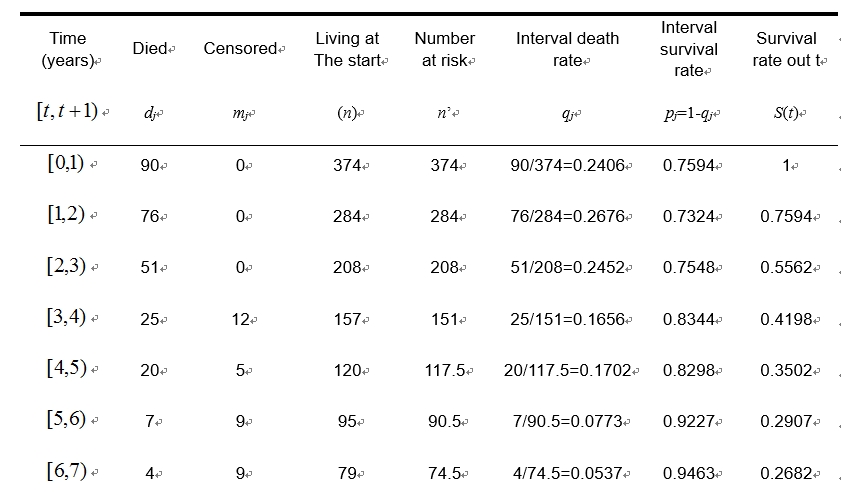 Time (years) Died Censored Living at The start Number at risk Interval death rate Interval survival rate Survival rate out t
[t, t+1) dj mj (n) n’ qj pj=1-qj S(t)
[0,1) 90 0 374 374 90/374=0.2406 0.7594 1
[1,2) 76 0 284 284 76/284=0.2676 0.7324 0.7594
[2,3) 51 0 208 208 51/208=0.2452 0.7548 0.5562
[3,4) 25 12 157 151 25/151=0.1656 0.8344 0.4198
[4,5) 20 5 120 117.5 20/117.5=0.1702 0.8298 0.3502
[5,6) 7 9 95 90.5 7/90.5=0.0773 0.9227 0.2907
[6,7) 4 9 79 74.5 4/74.5=0.0537 0.9463 0.2682